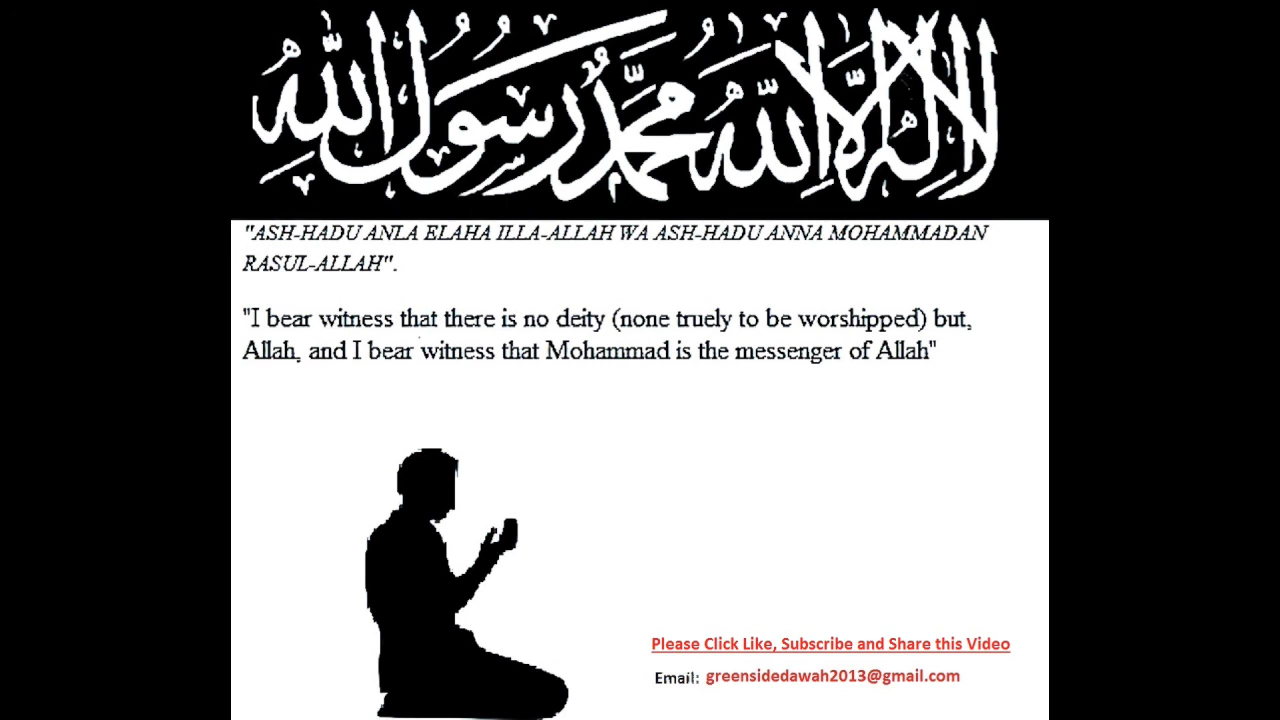 لا إله إلا الله محمد رسول الله
"ASH-HADU ANLA ELAHA ILLA-ALLAH WA ASH-HADU ANNA MOHAMMADAN
RASUL-ALLAH".
"I bear witness that there is no deity (none truely to be worshipped) but,
Allah, and I bear witness that Mohammad is the messenger of Allah"
Please Click Like, Subscribe and Share this Video
Email: greensidedawah2013@gmail.com